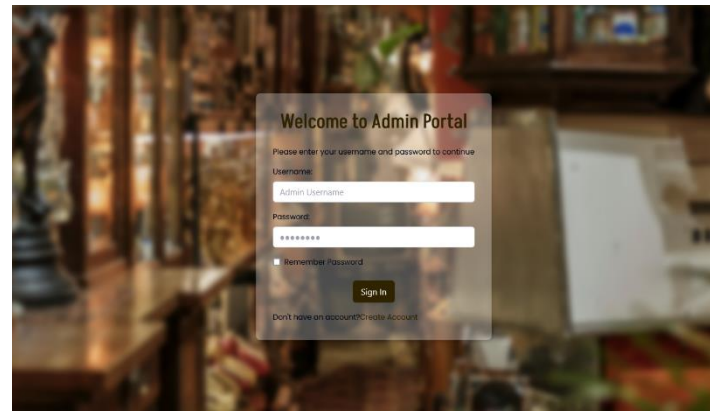 Welcome to Admin Portal
Please enter your username and password to continue
Username:
Admin Username
Password:
Remember Password
Sign In
Don't have an account?Create Account